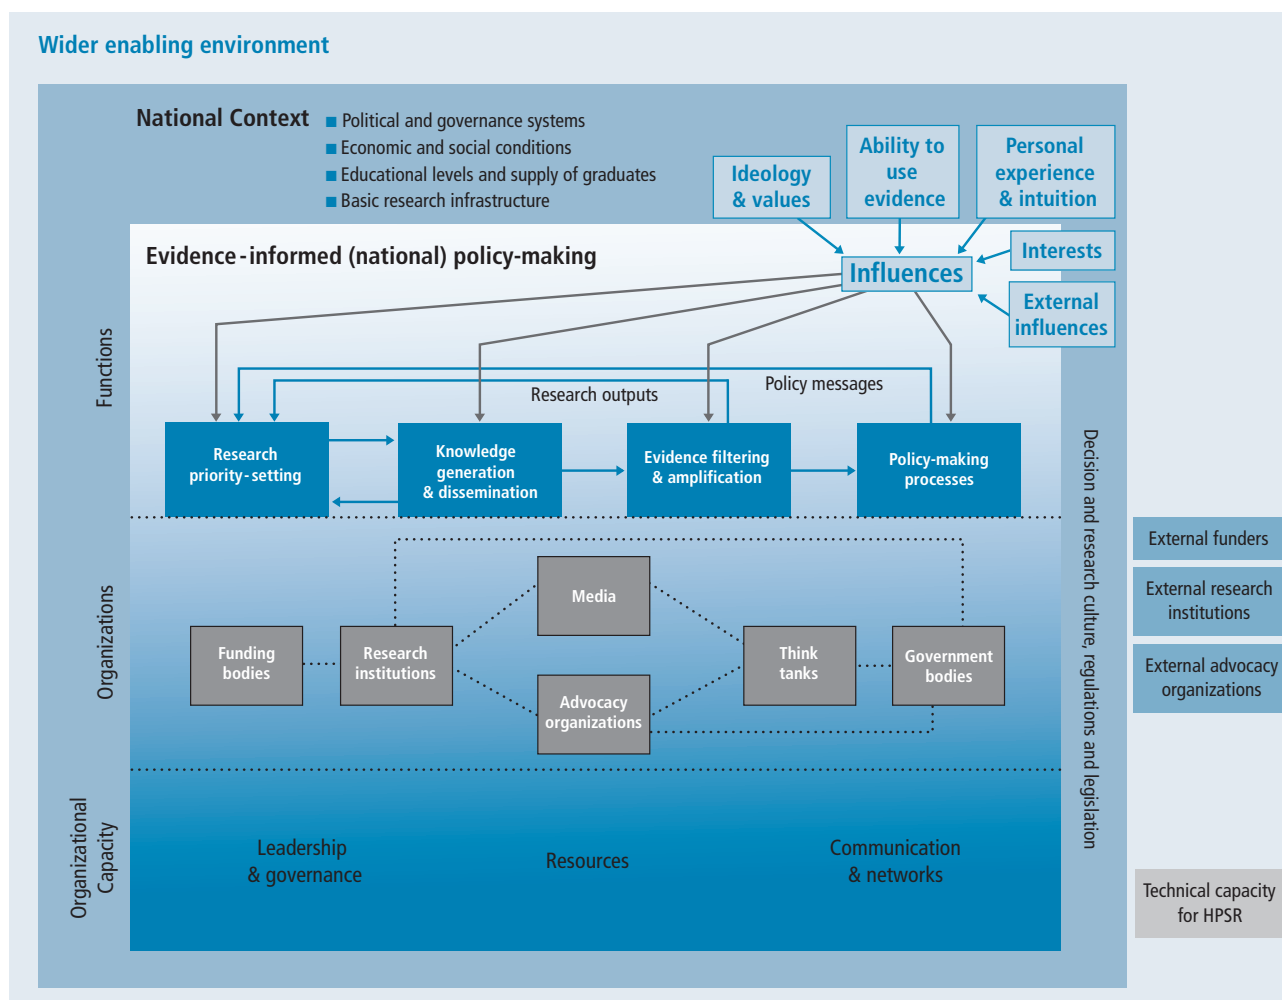 Wider enabling environment
National Context
■ Political and governance systems
■ Economic and social conditions
■ Educational levels and supply of graduates
■ Basic research infrastructure
Ideology
& values
Ability to
use
evidence
Personal
experience
& intuition
Interests
External
influences
Influences
Evidence-informed (national) policy-making
Functions
Research outputs
Policy messages
Research
priority-setting
Knowledge
generation
& dissemination
Evidence filtering
& amplification
Policy-making
processes
Organizations
Funding
bodies
Research
institutions
Media
Advocacy
organizations
Think
tanks
Government
bodies
Organizational
Capacity
Leadership
& governance
Resources
Communication
& networks
Decision and research culture, regulations and legislation
External funders
External research
institutions
External advocacy
organizations
Technical capacity
for HPSR